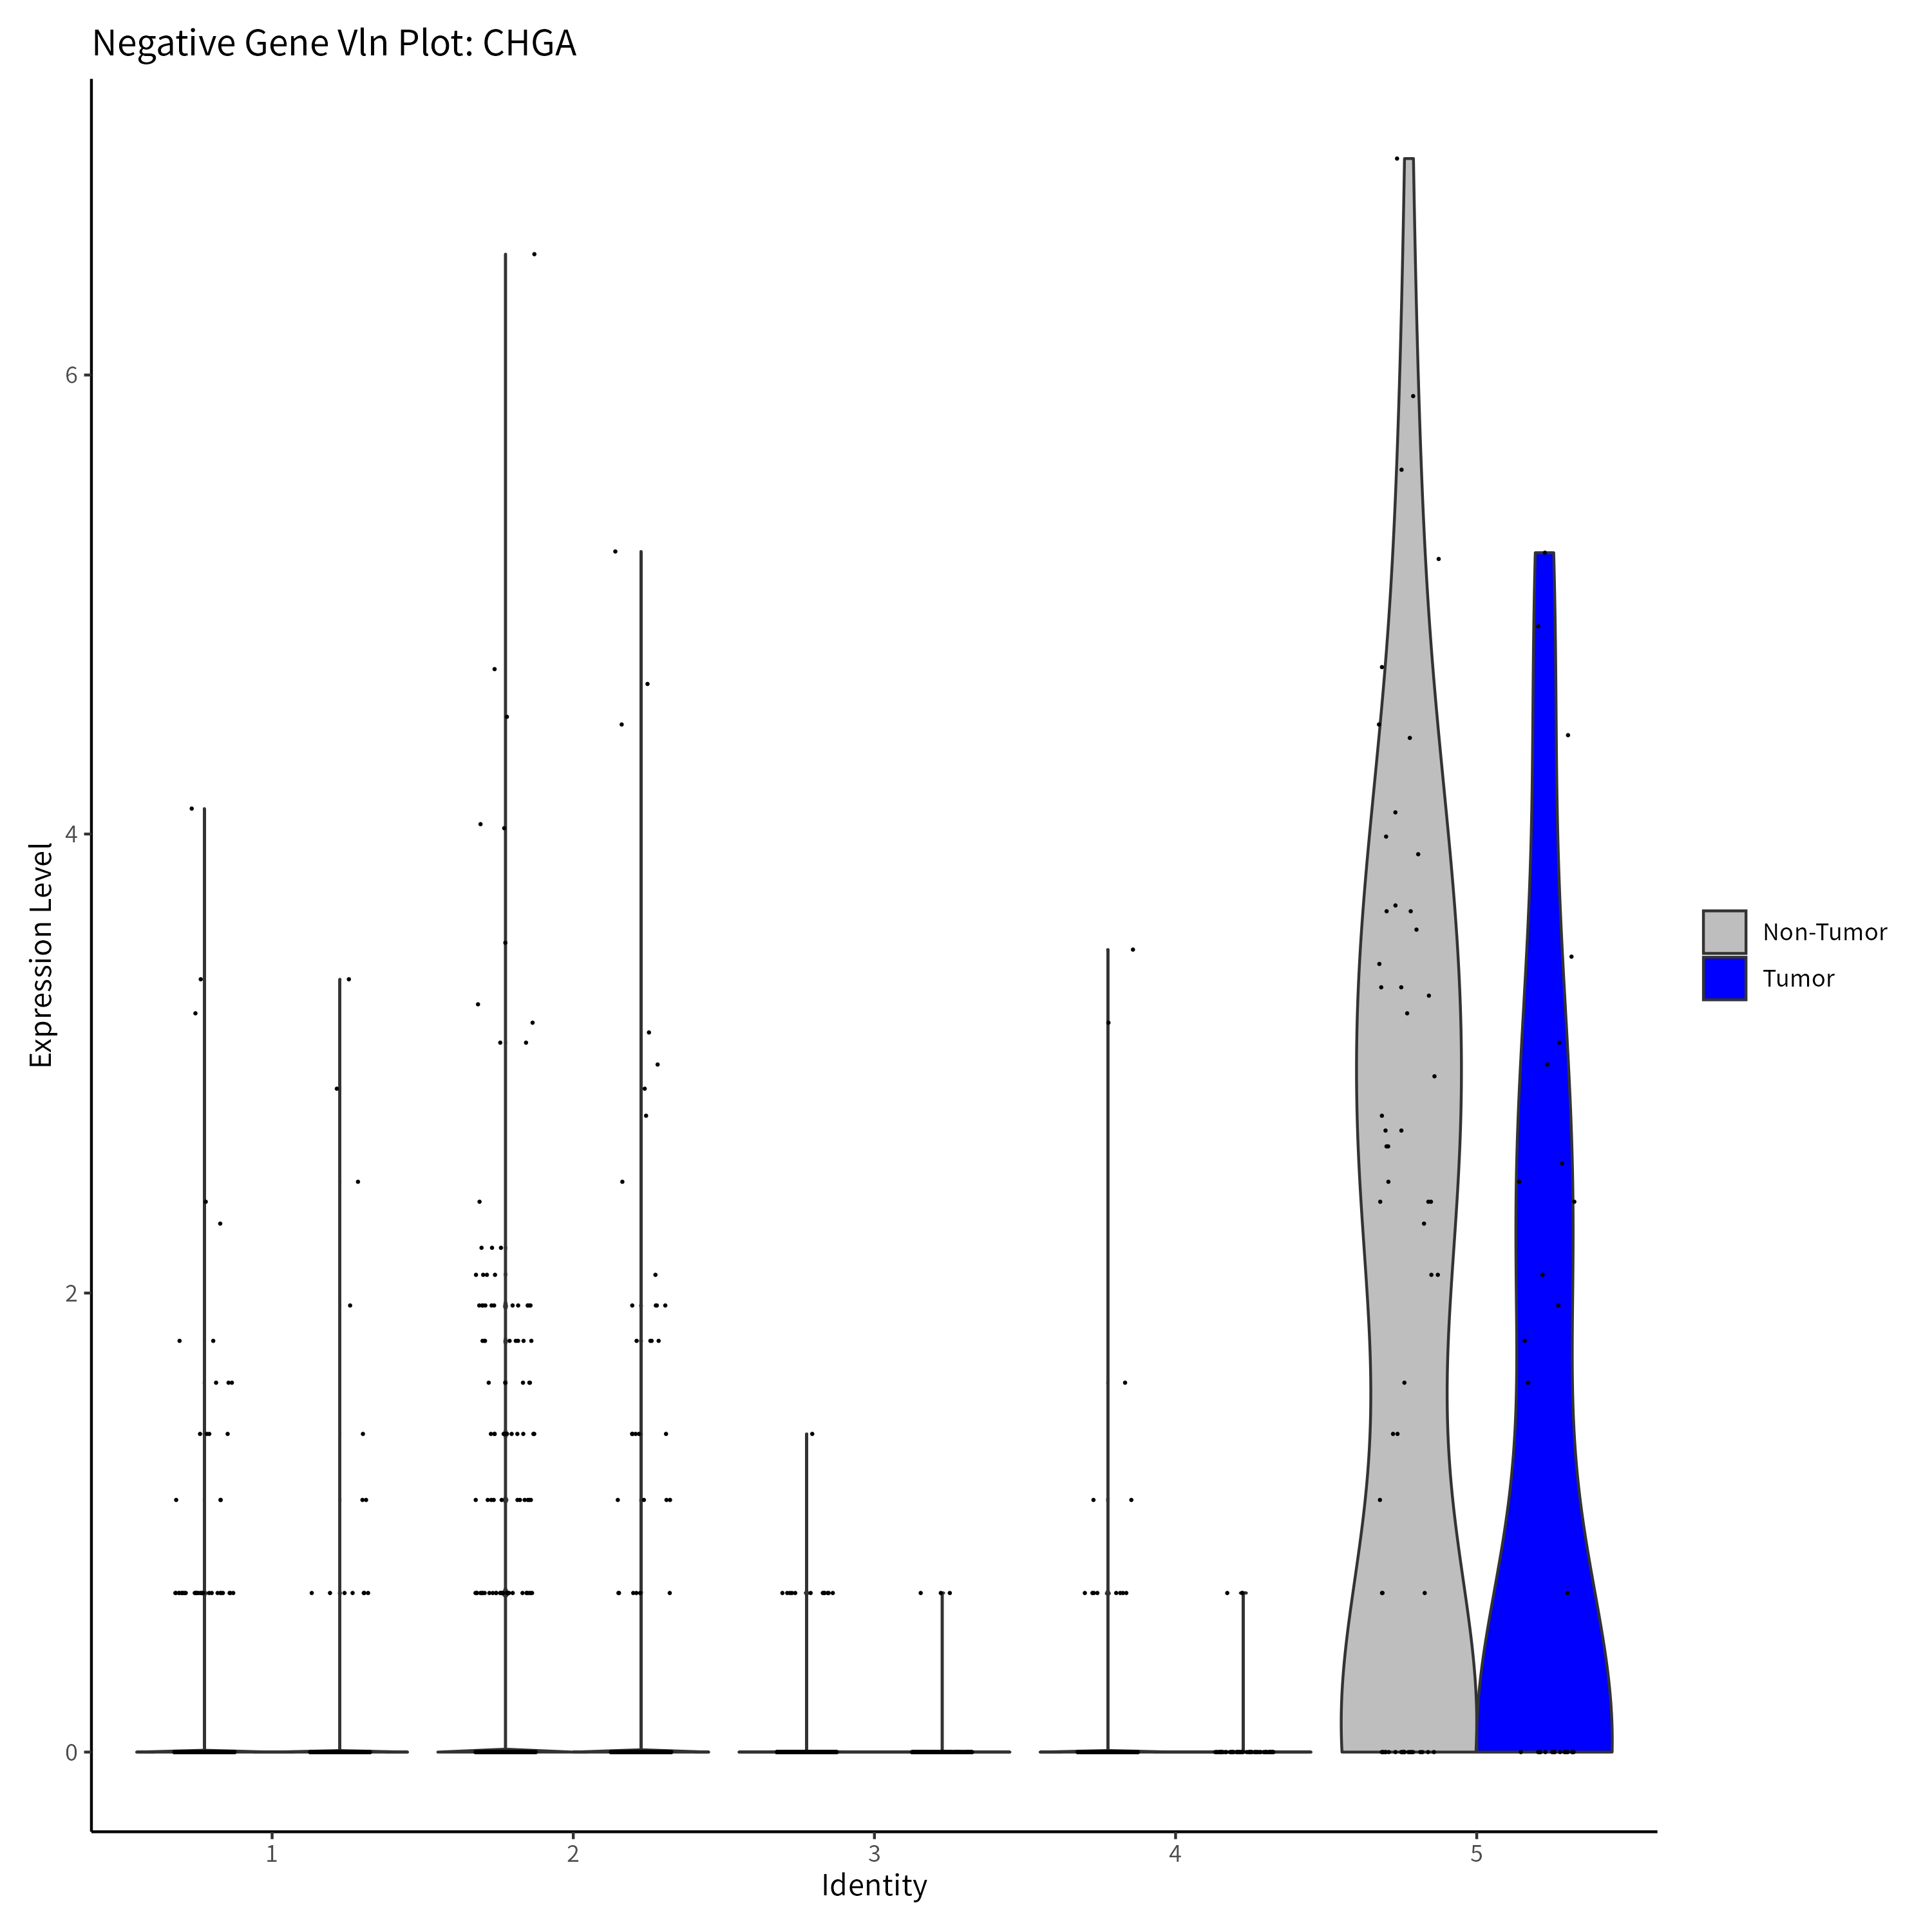 Negative Gene Vln Plot: CHGA
Expression Level
6
4
2
0
1 2 3 4 5
Identity
Non-Tumor
Tumor